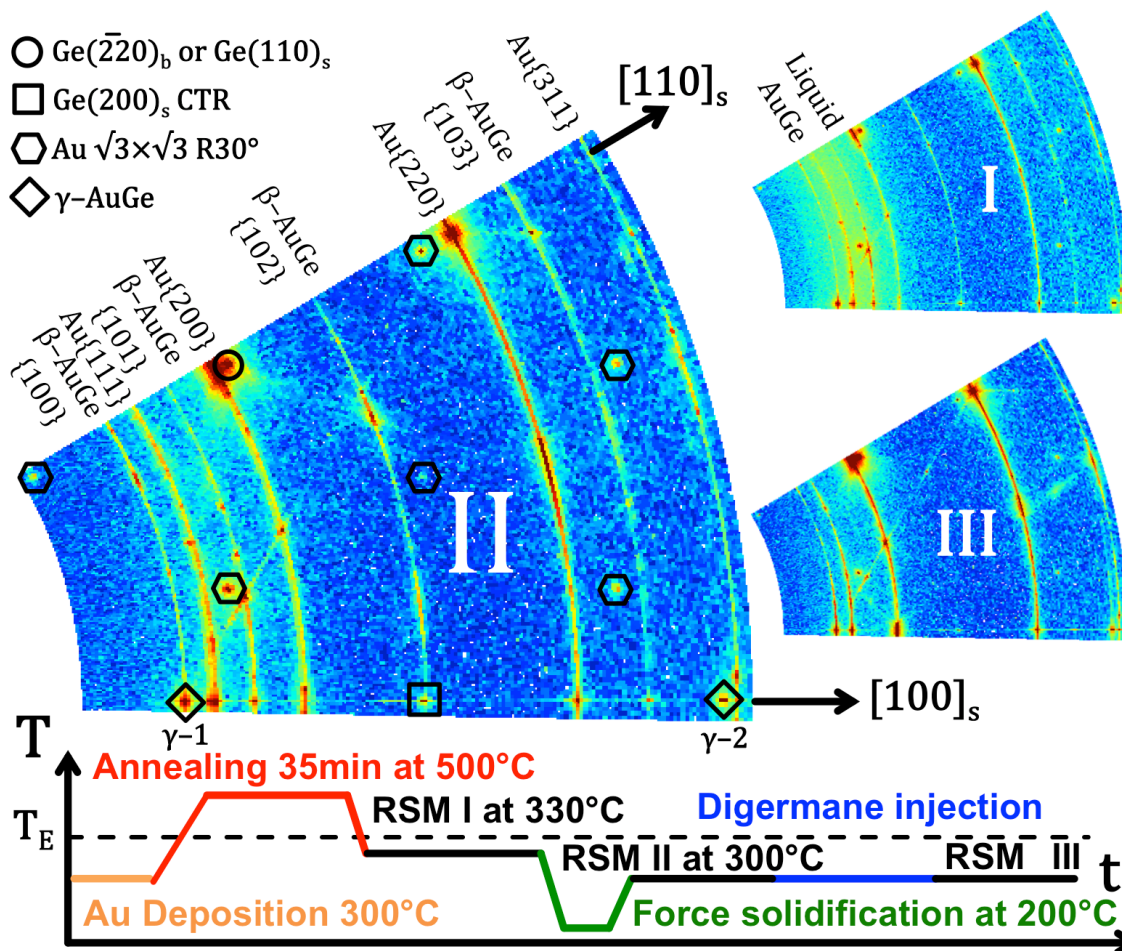 Ge(2̄20)b or Ge(110)s
Ge(200)s CTR
Au √3×√3 R30°
γ–AuGe
β–AuGe
{100}
Au{111}
β–AuGe
{101}
Au{200}
β–AuGe
{102}
Au{220}
β–AuGe
{103}
Au{311}
[110]s
II
γ–1
γ–2
[100]s
Liquid
AuGe
I
III
T
Annealing 35min at 500°C
TE
RSM I at 330°C
Digermane injection
RSM II at 300°C
RSM III
t
Au Deposition 300°C
Force solidification at 200°C